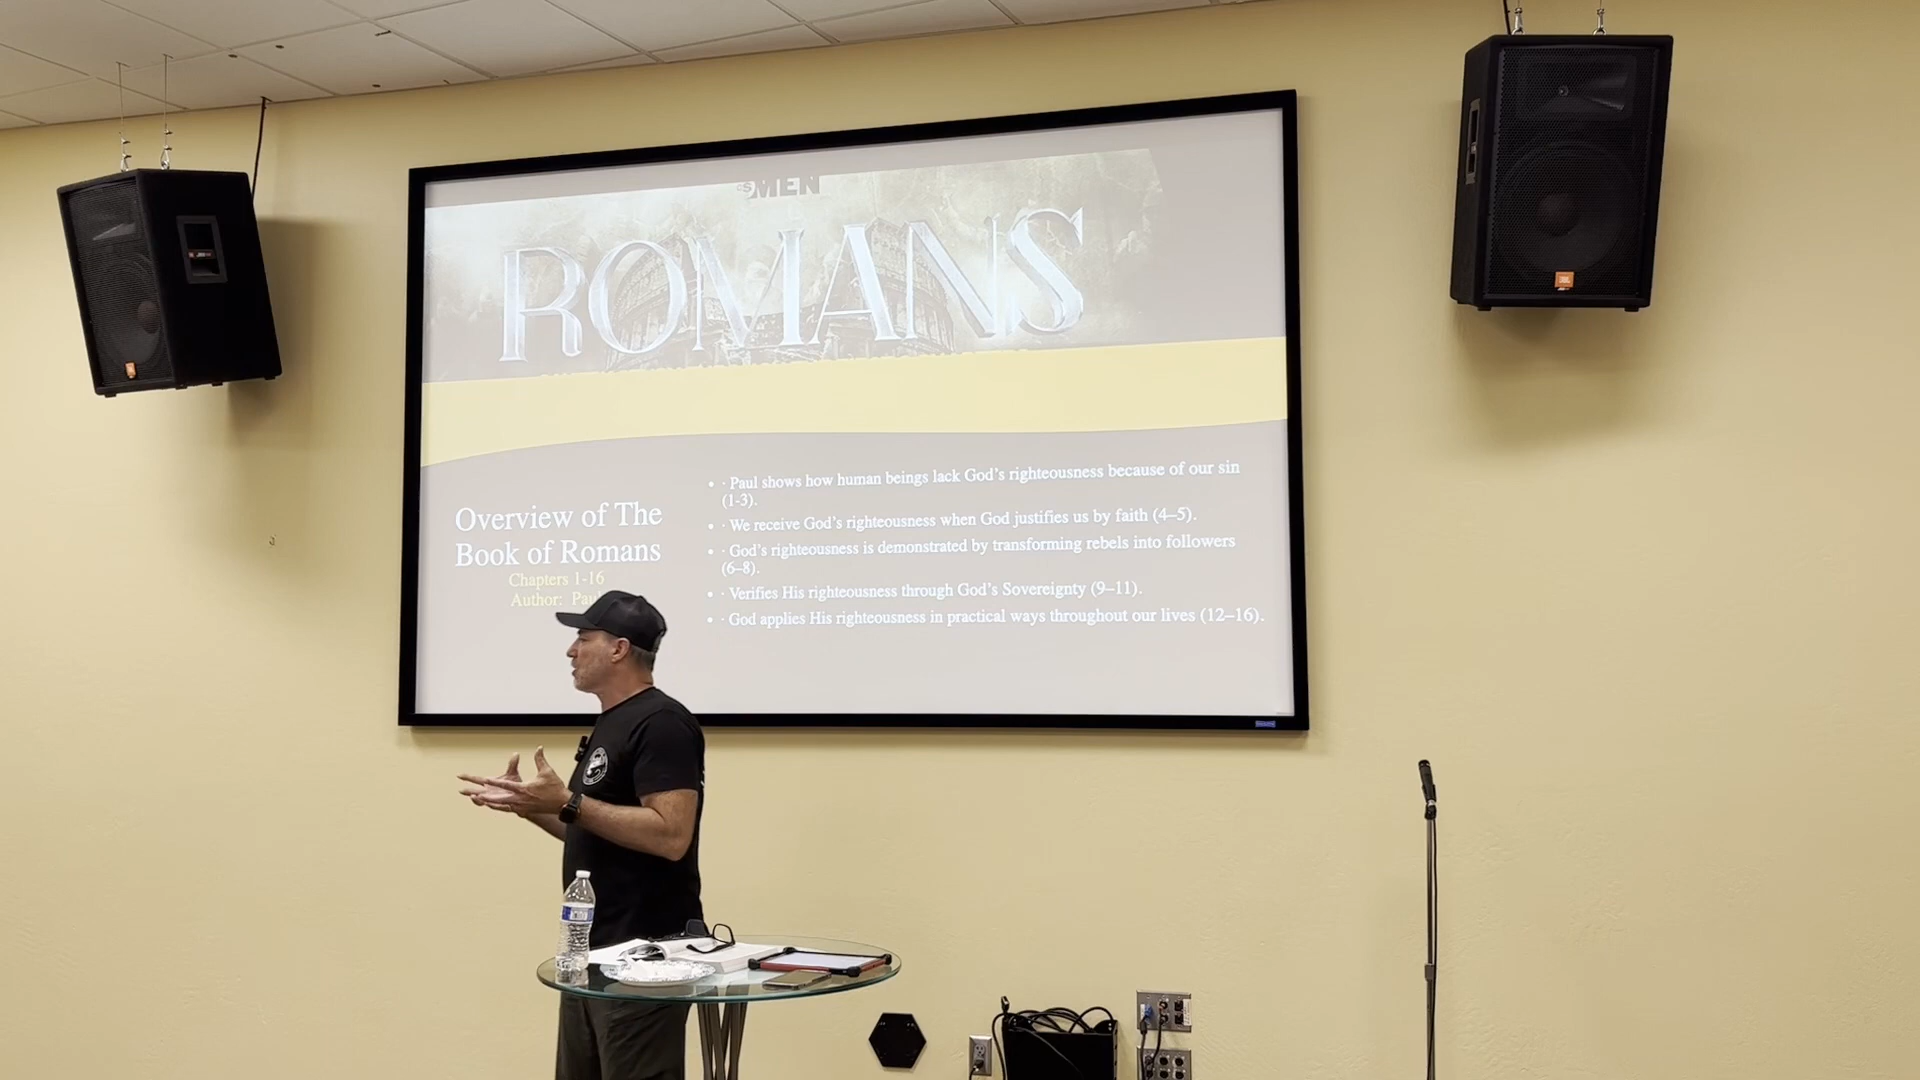 MEN
ROMANS
Overview of The
Book of Romans
Chapters 1-16
Author: Paul
• · Paul shows how human beings lack God's righteousness because of our sin
(1-3).
• · We receive God's righteousness when God justifies us by faith (4–5).
• · God's righteousness is demonstrated by transforming rebels into followers
(6–8).
• · Verifies His righteousness through God's Sovereignty (9–11).
• · God applies His righteousness in practical ways throughout our lives (12–16).
JBL